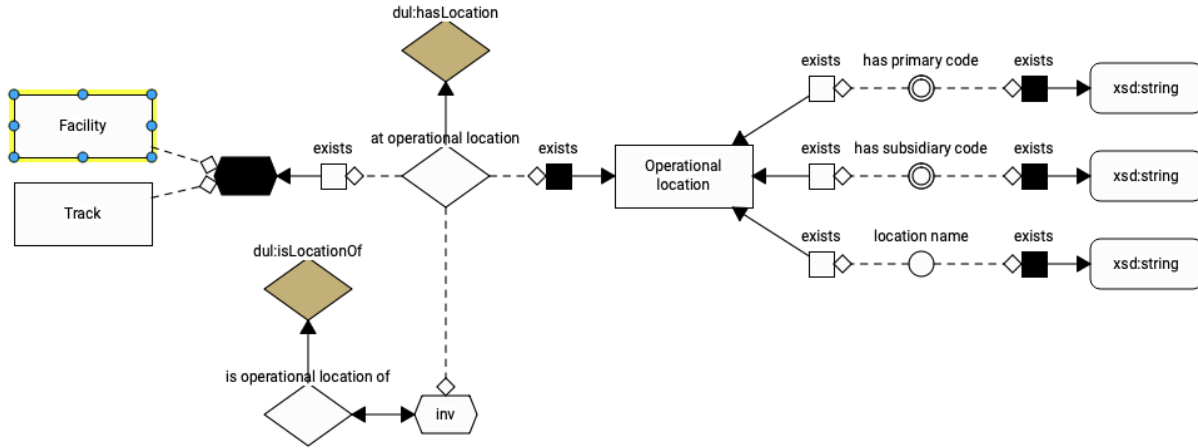 dul:hasLocation
exists
has primary code
exists
xsd:string
Facility
at operational location
exists
exists
Operational
location
exists
has subsidiary code
exists
xsd:string
Track
exists
location name
exists
xsd:string
dul:isLocationOf
is operational location of
inv